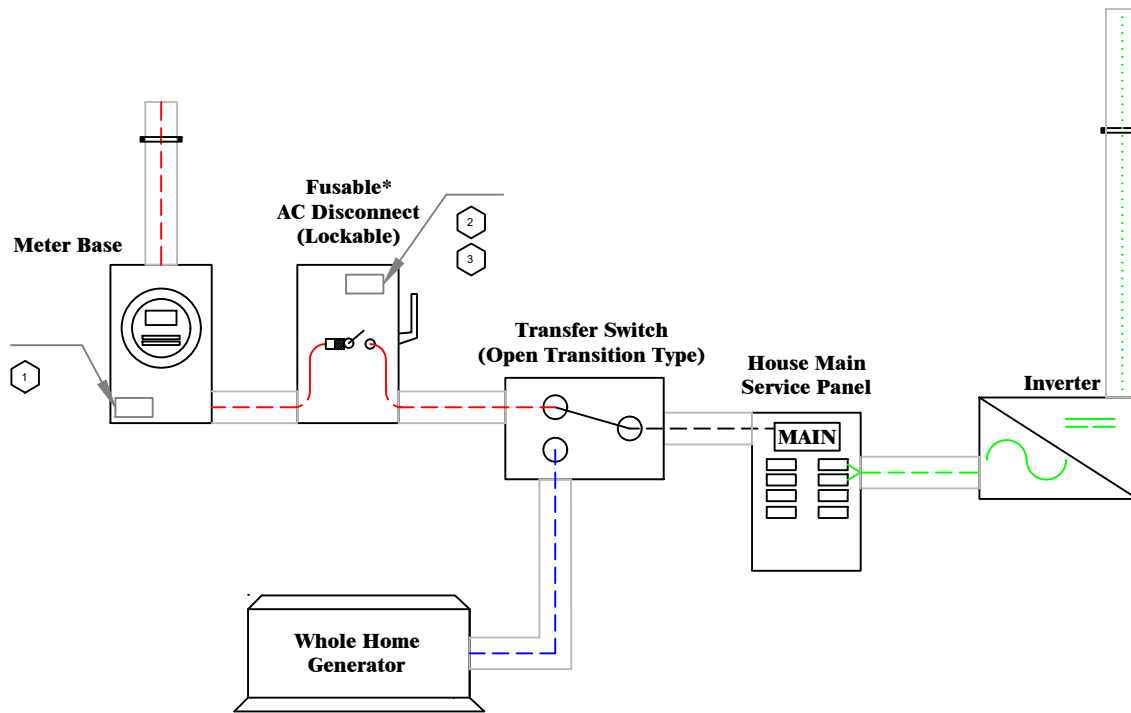 Fusable*
AC Disconnect
(Lockable)
2
3
Meter Base
1
Transfer Switch
(Open Transition Type)
House Main
Service Panel
Inverter
MAIN
Whole Home
Generator